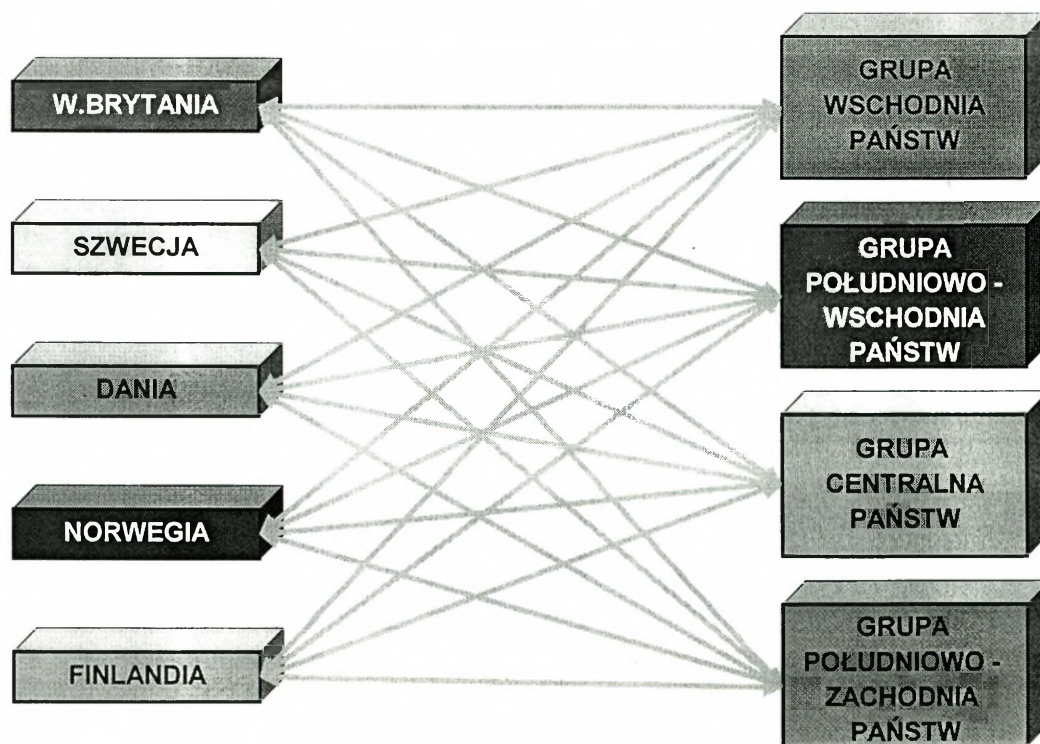 W.BRYTANIA
SZWECJA
DANIA
NORWEGIA
FINLANDIA
GRUPA
WSCHODNIA
PAŃSTW
GRUPA
POŁUDNIOWO -
WSCHODNIA
PAŃSTW
GRUPA
CENTRALNA
PAŃSTW
GRUPA
POŁUDNIOWO -
ZACHODNIA
PAŃSTW